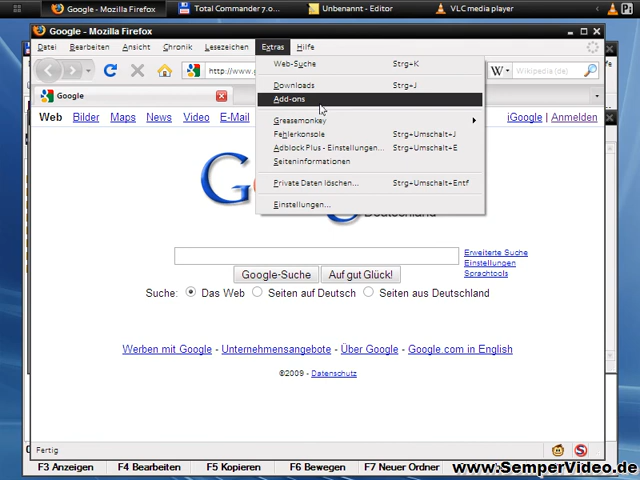 Google - Mozilla Firefox
Total Commander 7.0...
Unbenannt - Editor
VLC media player
Google - Mozilla Firefox
Datei Bearbeiten Ansicht Chronik Lesezeichen Extras Hilfe
http://www.g
Wikipedia (de)
Google
Web-Suche Strg+K
Downloads Strg+J
Add-ons
Greasemonkey
Fehlerkonsole Strg+Umschalt+J
Adblock Plus - Einstellungen... Strg+Umschalt+E
Seiteninformationen
Private Daten löschen... Strg+Umschalt+Entf
Einstellungen...
Web Bilder Maps News Video E-Mail
iGoogle | Anmelden
G
Deutschland
Erweiterte Suche
Einstellungen
Sprachtools
Google-Suche Auf gut Glück!
Suche: Das Web Seiten auf Deutsch Seiten aus Deutschland
Werben mit Google - Unternehmensangebote - Über Google - Google.com in English
©2009 - Datenschutz
Fertig
F3 Anzeigen F4 Bearbeiten F5 Kopieren F6 Bewegen F7 Neuer Ordner
www.SemperVideo.de